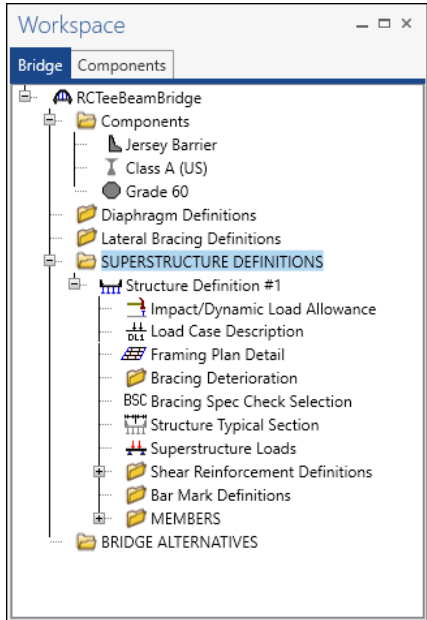 Workspace
Bridge Components
RCTeeBeamBridge
Components
Jersey Barrier
Class A (US)
Grade 60
Diaphragm Definitions
Lateral Bracing Definitions
SUPERSTRUCTURE DEFINITIONS
Structure Definition #1
Impact/Dynamic Load Allowance
DL1 Load Case Description
Framing Plan Detail
Bracing Deterioration
BSC Bracing Spec Check Selection
Structure Typical Section
Superstructure Loads
Shear Reinforcement Definitions
Bar Mark Definitions
MEMBERS
BRIDGE ALTERNATIVES